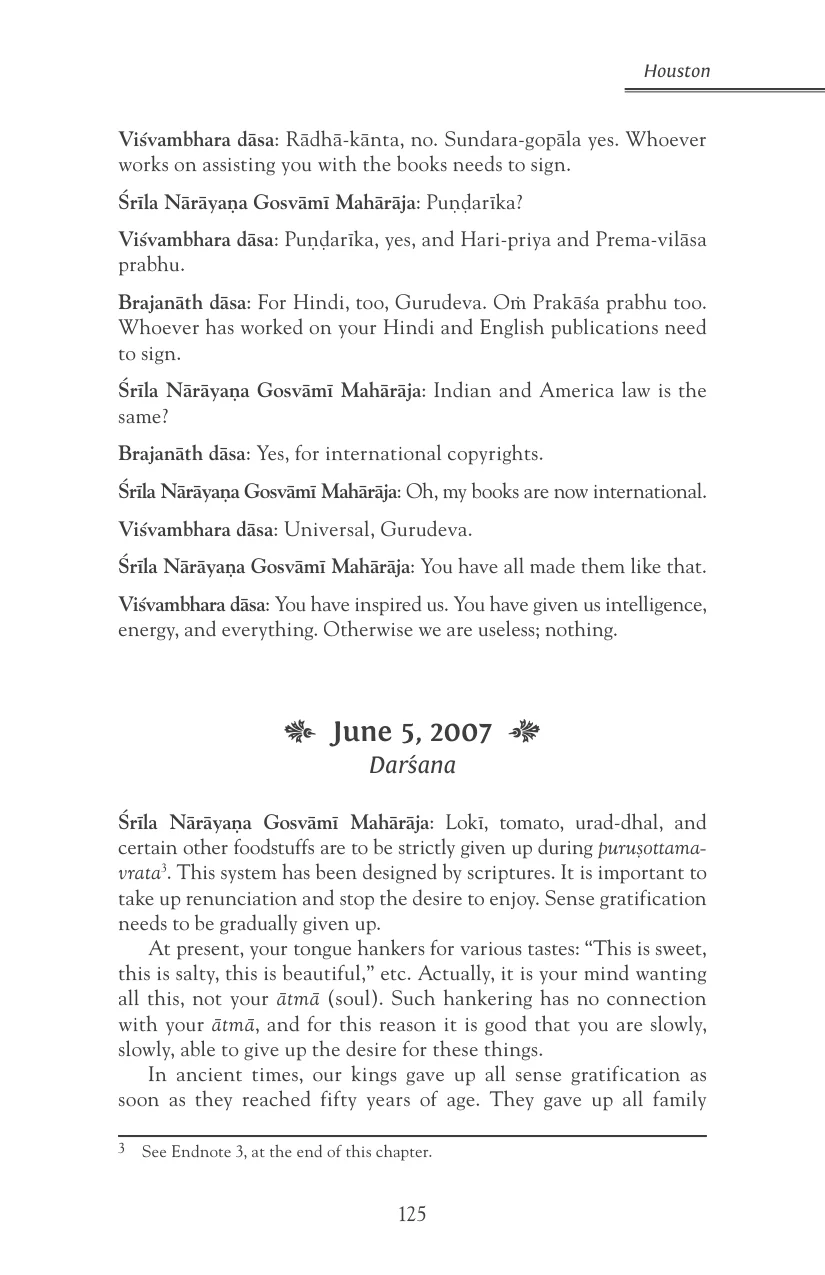 Houston
Viśvambhara dāsa: Rādhā-kānta, no. Sundara-gopāla yes. Whoever
works on assisting you with the books needs to sign.
Śrīla Nārāyaṇa Gosvāmī Mahārāja: Puṇḍarīka?
Viśvambhara dāsa: Puṇḍarīka, yes, and Hari-priya and Prema-vilāsa
prabhu.
Brajanāth dāsa: For Hindi, too, Gurudeva. Oṁ Prakāśa prabhu too.
Whoever has worked on your Hindi and English publications need
to sign.
Śrīla Nārāyaṇa Gosvāmī Mahārāja: Indian and America law is the
same?
Brajanāth dāsa: Yes, for international copyrights.
Śrīla Nārāyaṇa Gosvāmī Mahārāja: Oh, my books are now international.
Viśvambhara dāsa: Universal, Gurudeva.
Śrīla Nārāyaṇa Gosvāmī Mahārāja: You have all made them like that.
Viśvambhara dāsa: You have inspired us. You have given us intelligence,
energy, and everything. Otherwise we are useless; nothing.
June 5, 2007
Darśana
Śrīla Nārāyaṇa Gosvāmī Mahārāja: Lokī, tomato, urad-dhal, and
certain other foodstuffs are to be strictly given up during puruṣottama-
vrata³. This system has been designed by scriptures. It is important to
take up renunciation and stop the desire to enjoy. Sense gratification
needs to be gradually given up.
At present, your tongue hankers for various tastes: “This is sweet,
this is salty, this is beautiful,” etc. Actually, it is your mind wanting
all this, not your ātmā (soul). Such hankering has no connection
with your ātmā, and for this reason it is good that you are slowly,
slowly, able to give up the desire for these things.
In ancient times, our kings gave up all sense gratification as
soon as they reached fifty years of age. They gave up all family
3 See Endnote 3, at the end of this chapter.
125